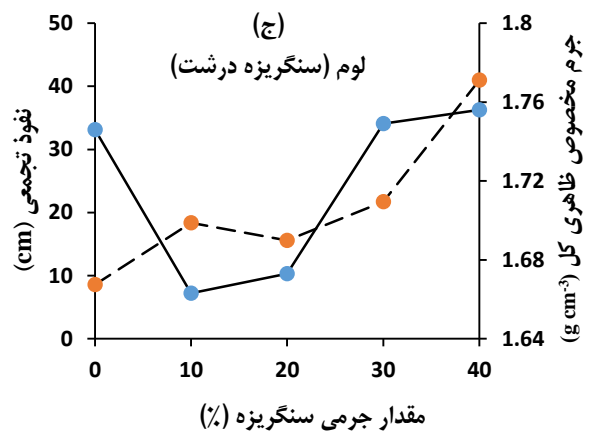 (ج)
لوم (سنگریزه درشت)
50
40
30
20
10
0
نفوذ تجمعی (cm)
1.8
1.76
1.72
1.68
1.64
جرم مخصوص ظاهری کل (g cm-3)
0 10 20 30 40
مقدار جرمی سنگریزه (٪)